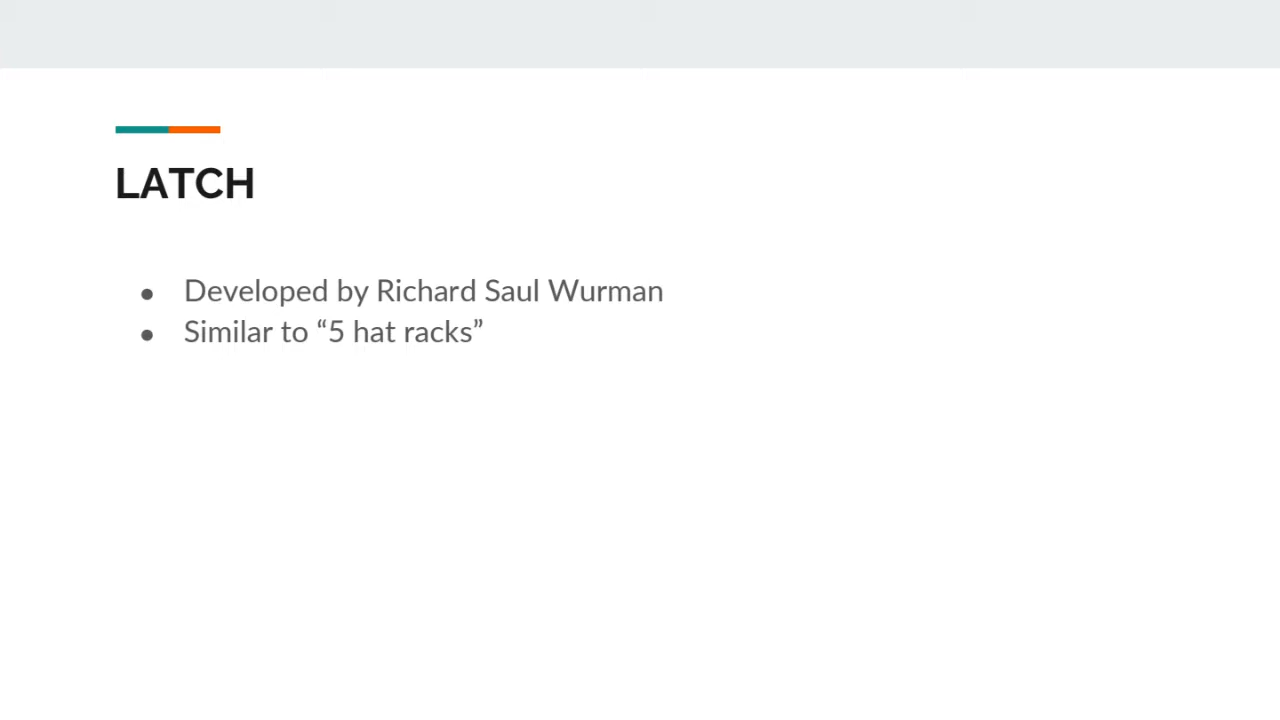 LATCH
● Developed by Richard Saul Wurman
● Similar to “5 hat racks”